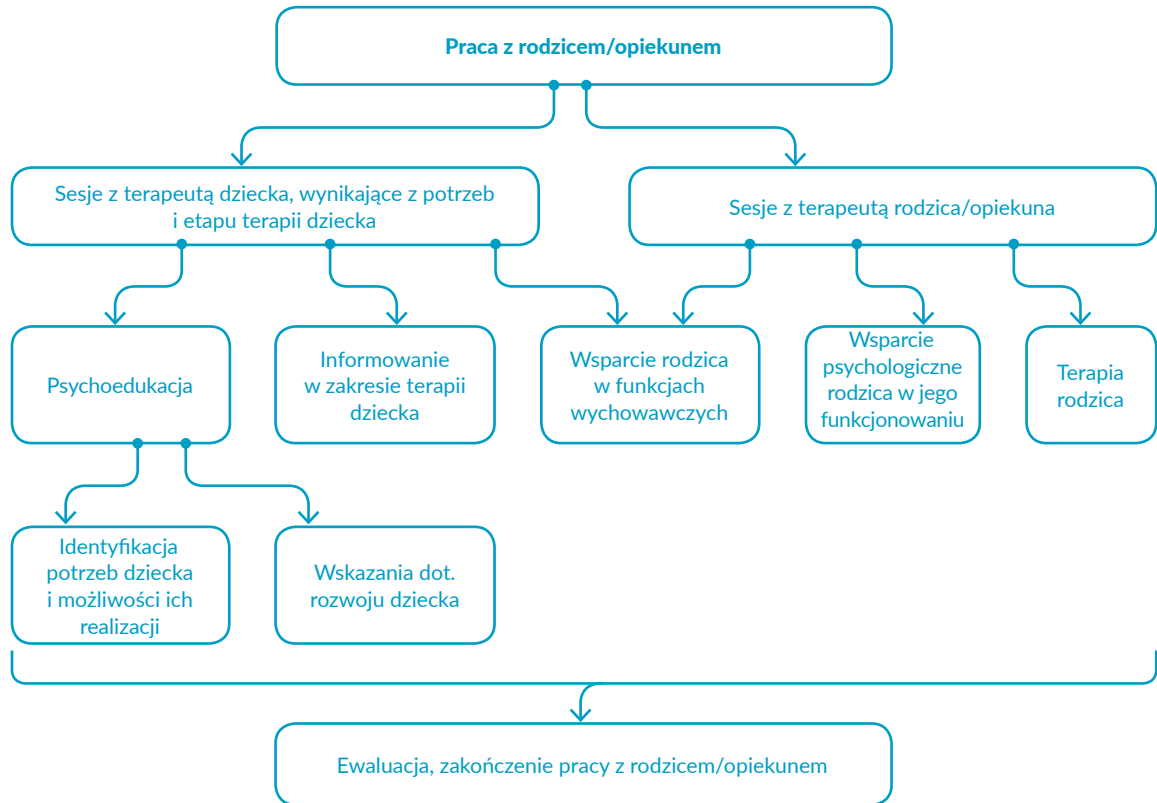 Praca z rodzicem/opiekunem
Sesje z terapeutą dziecka, wynikające z potrzeb
i etapu terapii dziecka
Sesje z terapeutą rodzica/opiekuna
Psychoedukacja
Informowanie
w zakresie terapii
dziecka
Wsparcie rodzica
w funkcjach
wychowawczych
Wsparcie
psychologiczne
rodzica w jego
funkcjonowaniu
Terapia
rodzica
Identyfikacja
potrzeb dziecka
i możliwości ich
realizacji
Wskazania dot.
rozwoju dziecka
Ewaluacja, zakończenie pracy z rodzicem/opiekunem